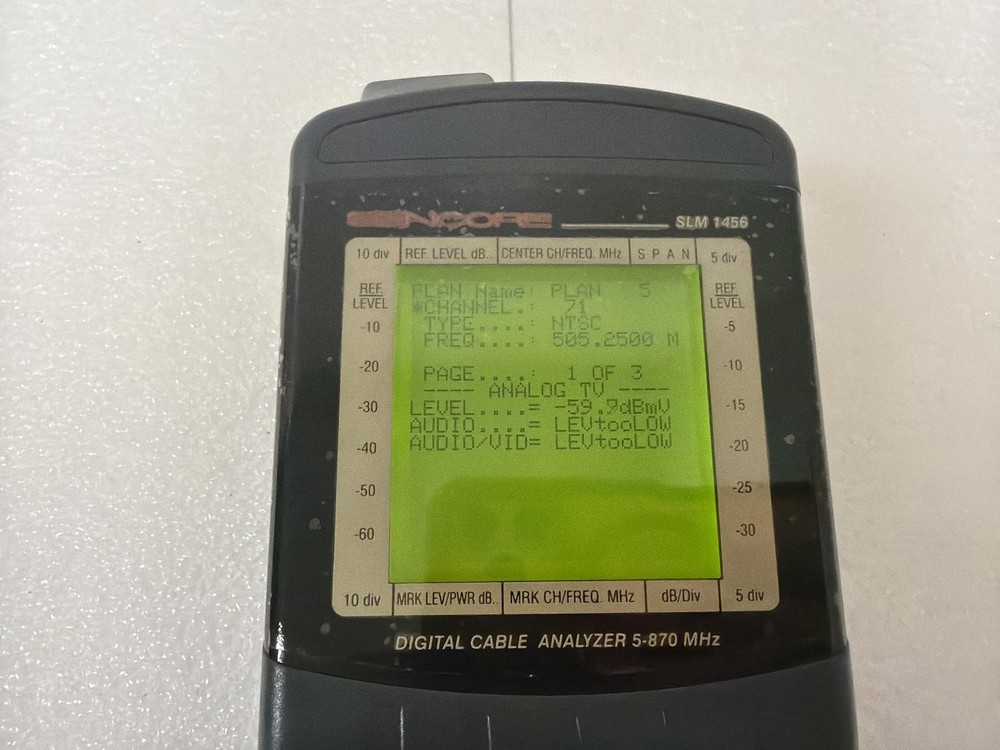 SENCORE SLM 1456
10 div REF. LEVEL dB.. CENTER CH/FREQ. MHz S P A N 5 div
REF. LEVEL
-10
-20
-30
-40
-50
-60
PLAN Name: PLAN 5
*CHANNEL.: 71
TYPE....: NTSC
FREQ....: 505.2500 M
PAGE....: 1 OF 3
---- ANALOG TV ----
LEVEL....= -59.7dBmV
AUDIO....= LEVtooLOW
AUDIO/VID= LEVtooLOW
REF. LEVEL
-5
-10
-15
-20
-25
-30
10 div MRK LEV/PWR dB.. MRK CH/FREQ. MHz dB/Div 5 div
DIGITAL CABLE ANALYZER 5-870 MHz